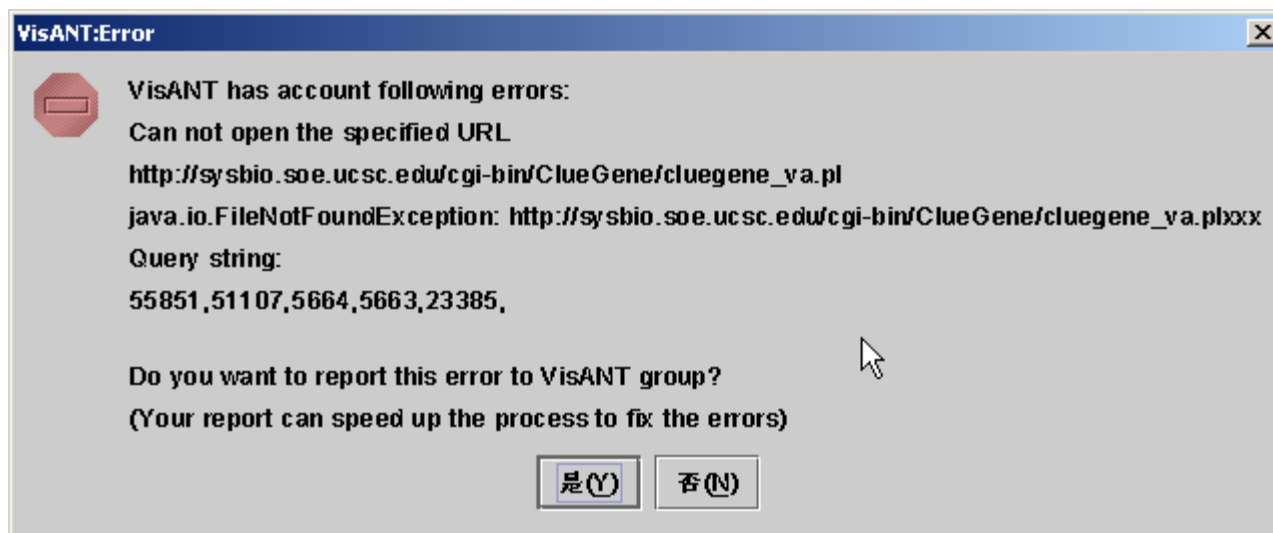 VisANT:Error
VisANT has account following errors:
Can not open the specified URL
http://sysbio.soe.ucsc.edu/cgi-bin/ClueGene/cluegene_va.pl
java.io.FileNotFoundException: http://sysbio.soe.ucsc.edu/cgi-bin/ClueGene/cluegene_va.plxxx
Query string:
55851,51107,5664,5663,23385,
Do you want to report this error to VisANT group?
(Your report can speed up the process to fix the errors)
是(Y) 否(N)